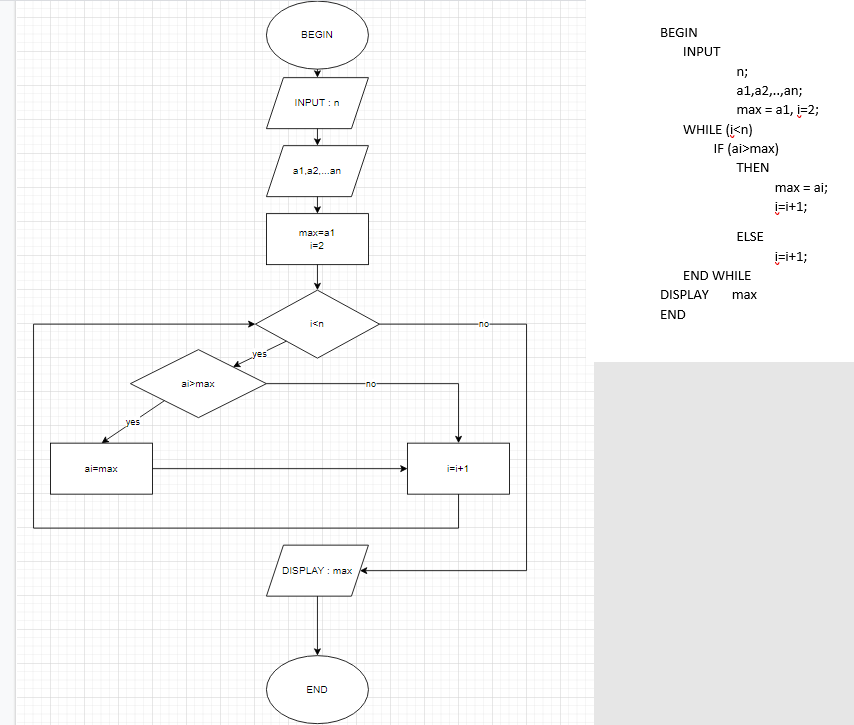 BEGIN
INPUT : n
a1,a2,...an
max=a1
i=2
i<n
no
yes
ai>max
no
yes
ai=max
i=i+1
DISPLAY : max
END
BEGIN
INPUT
n;
a1,a2,..,an;
max = a1, i=2;
WHILE (i<n)
IF (ai>max)
THEN
max = ai;
i=i+1;
ELSE
i=i+1;
END WHILE
DISPLAY max
END